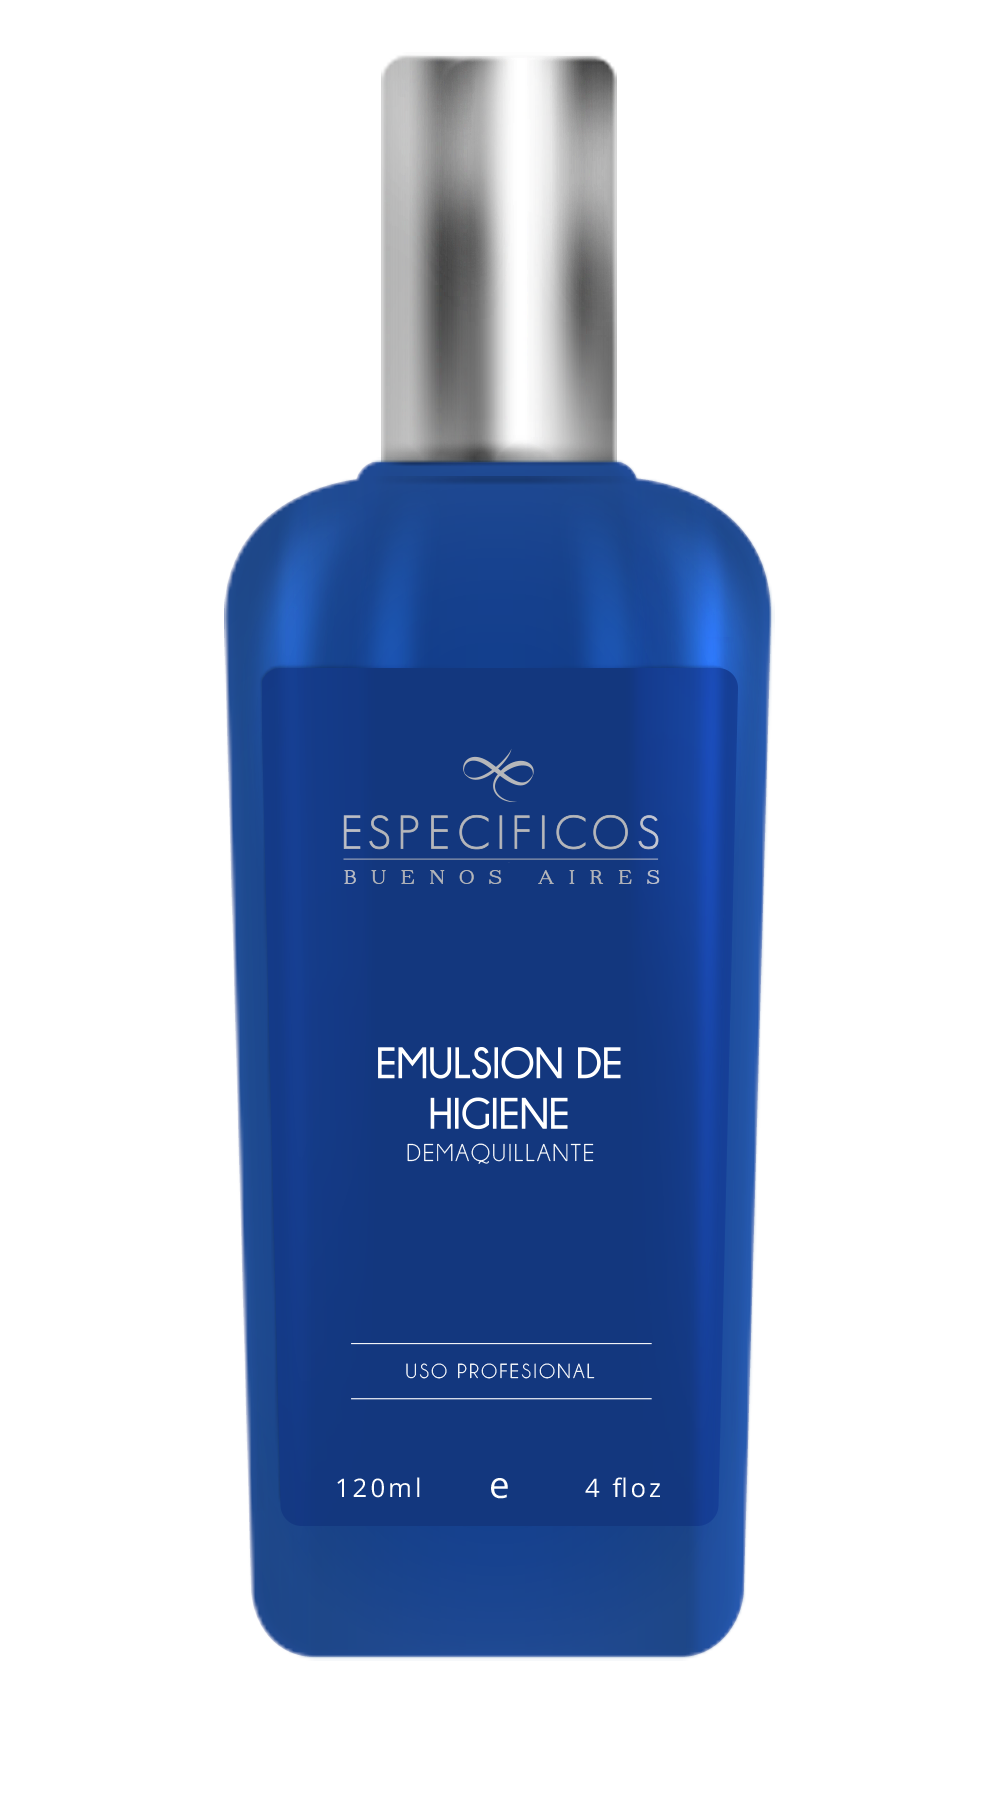 ESPECIFICOS
BUENOS AIRES
EMULSION DE
HIGIENE
DEMAQUILLANTE
USO PROFESIONAL
120ml e 4 floz